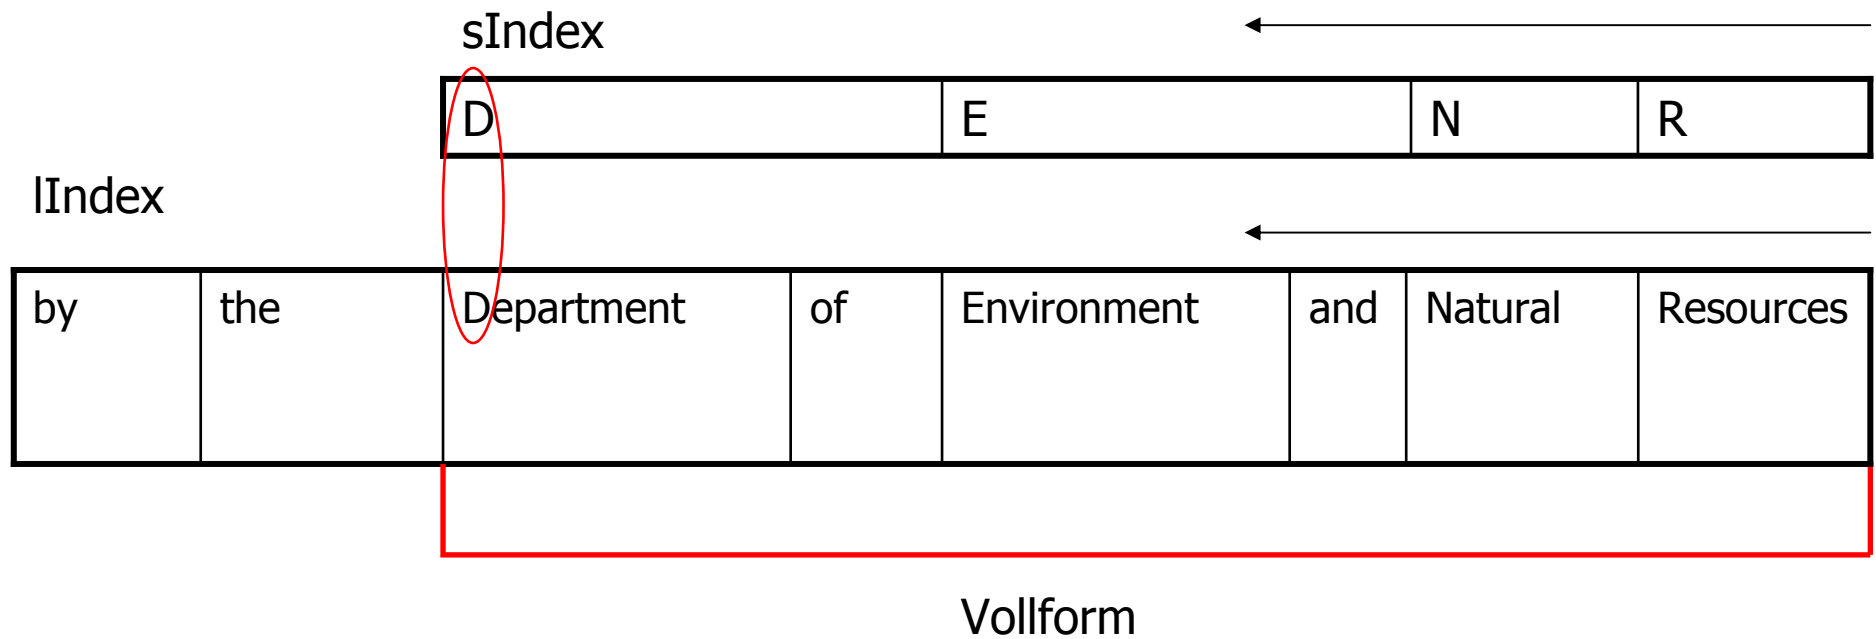 sIndex
D E N R
lIndex
by the Department of Environment and Natural Resources
Vollform